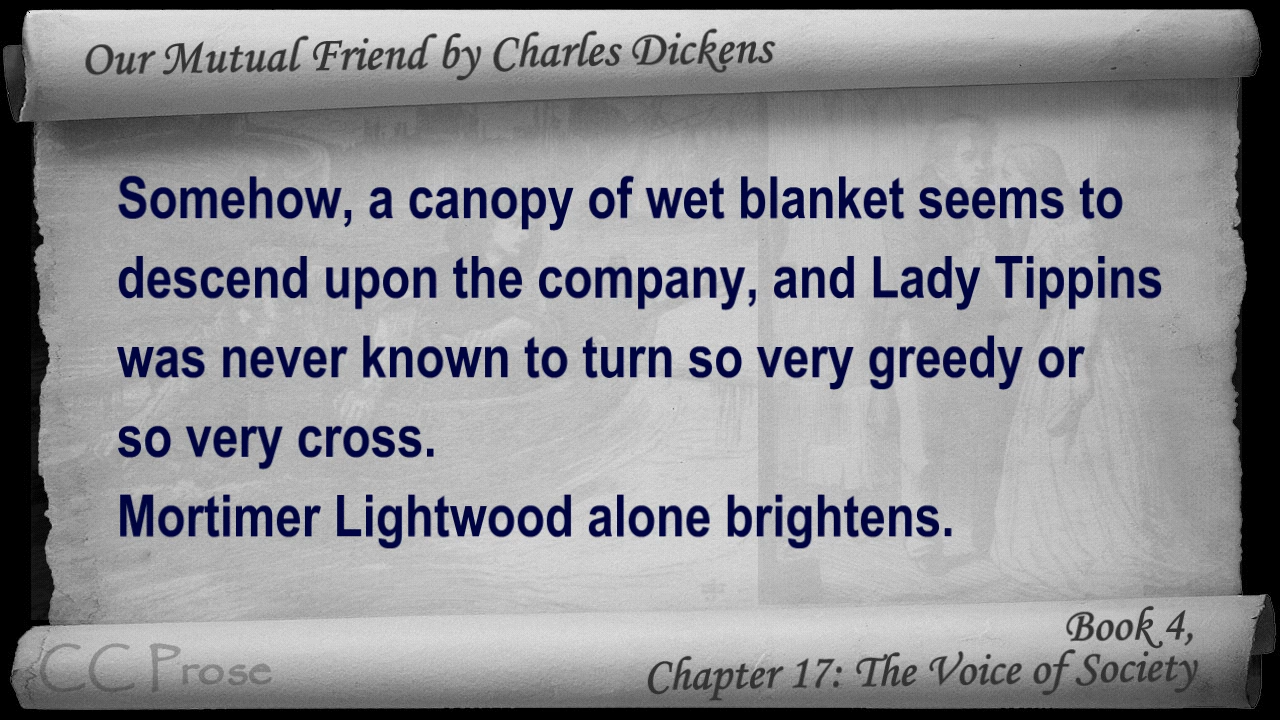 Our Mutual Friend by Charles Dickens
Somehow, a canopy of wet blanket seems to
descend upon the company, and Lady Tippins
was never known to turn so very greedy or
so very cross.
Mortimer Lightwood alone brightens.
Book 4,
CC Prose
Chapter 17: The Voice of Society